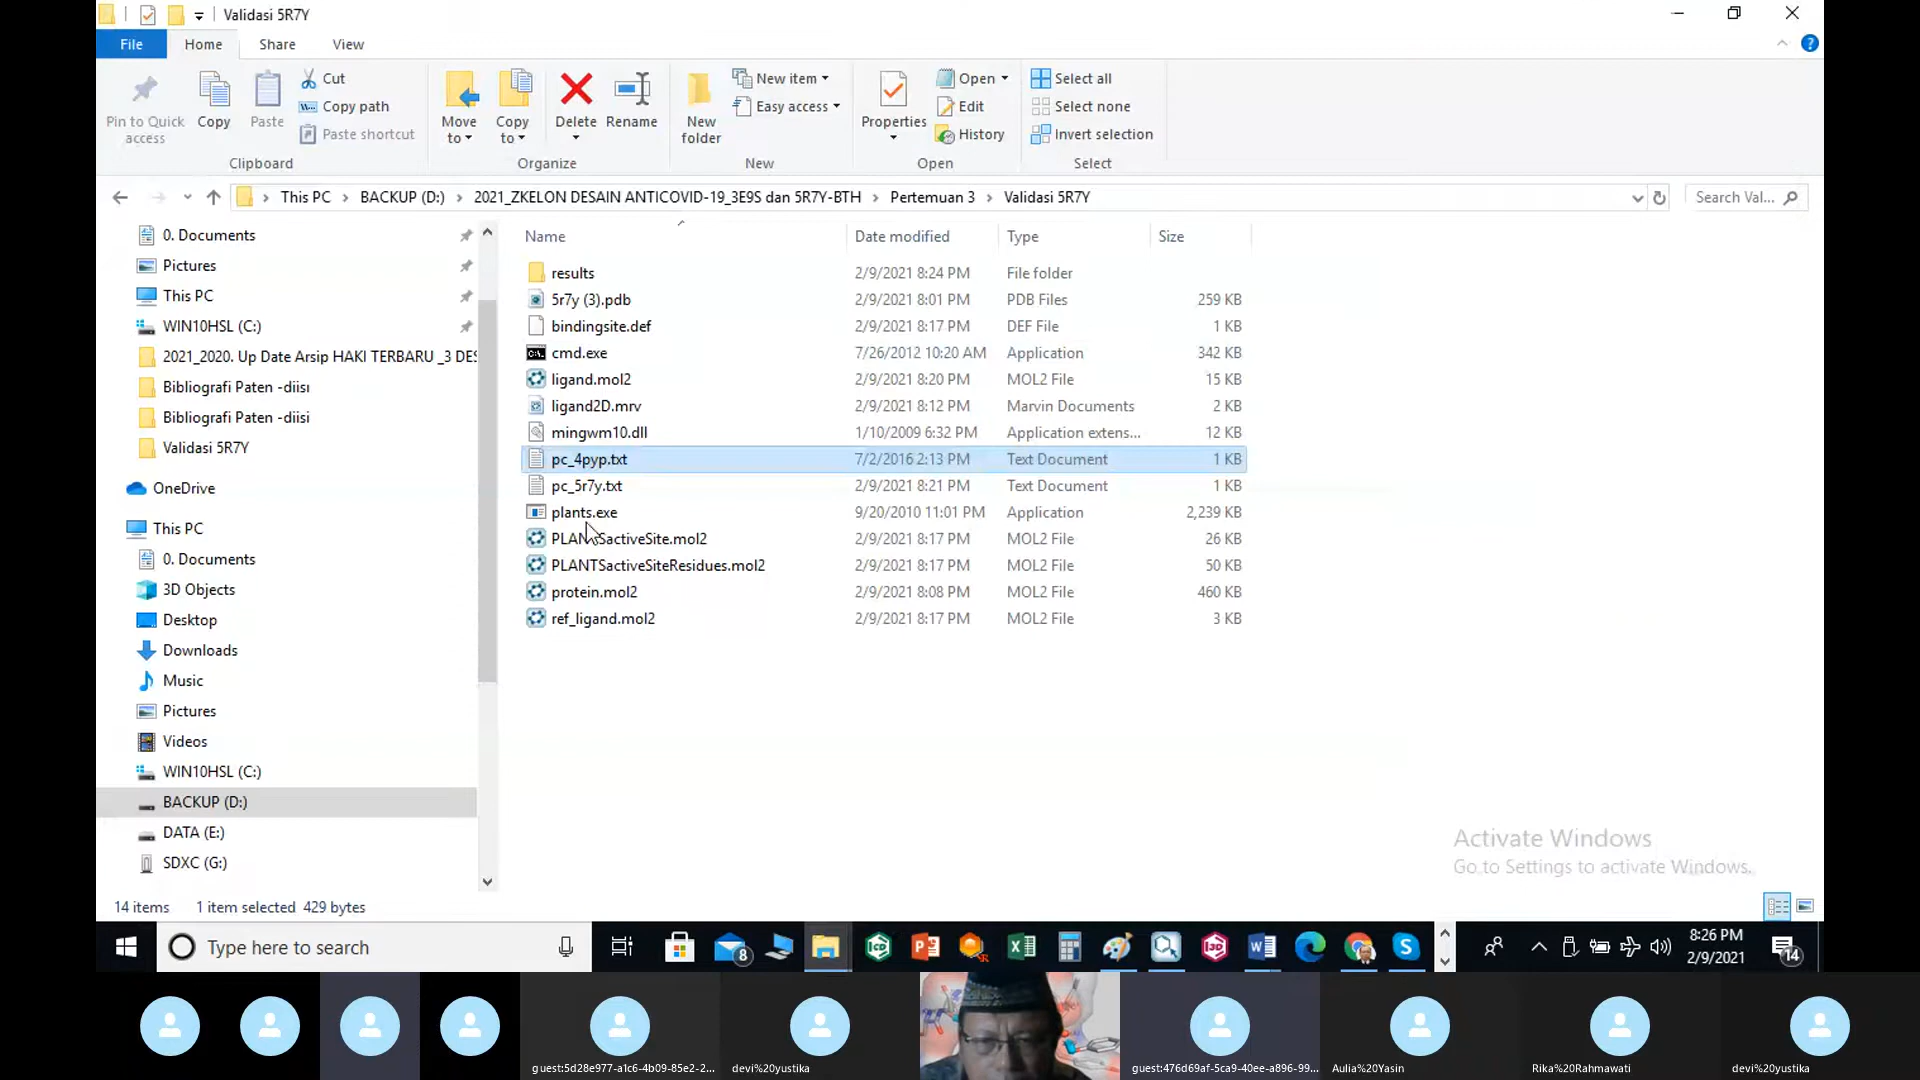 Validasi 5R7Y
File Home Share View
Pin to Quick access
Copy
Paste
Cut
Copy path
Paste shortcut
Clipboard
Move to
Copy to
Delete
Rename
Organize
New folder
New item
Easy access
New
Properties
Open
Edit
History
Open
Select all
Select none
Invert selection
Select
This PC > BACKUP (D:) > 2021_ZKELON DESAIN ANTICOVID-19_3E9S dan 5R7Y-BTH > Pertemuan 3 > Validasi 5R7Y
Search Val...
0. Documents
Pictures
This PC
WIN10HSL (C:)
2021_2020. Up Date Arsip HAKI TERBARU _3 DES
Bibliografi Paten -diisi
Bibliografi Paten -diisi
Validasi 5R7Y
OneDrive
This PC
0. Documents
3D Objects
Desktop
Downloads
Music
Pictures
Videos
WIN10HSL (C:)
BACKUP (D:)
DATA (E:)
SDXC (G:)
Name Date modified Type Size
results 2/9/2021 8:24 PM File folder
5r7y (3).pdb 2/9/2021 8:01 PM PDB Files 259 KB
bindingsite.def 2/9/2021 8:17 PM DEF File 1 KB
cmd.exe 7/26/2012 10:20 AM Application 342 KB
ligand.mol2 2/9/2021 8:20 PM MOL2 File 15 KB
ligand2D.mrv 2/9/2021 8:12 PM Marvin Documents 2 KB
mingwm10.dll 1/10/2009 6:32 PM Application extens... 12 KB
pc_4pyp.txt 7/2/2016 2:13 PM Text Document 1 KB
pc_5r7y.txt 2/9/2021 8:21 PM Text Document 1 KB
plants.exe 9/20/2010 11:01 PM Application 2,239 KB
PLANTSactiveSite.mol2 2/9/2021 8:17 PM MOL2 File 26 KB
PLANTSactiveSiteResidues.mol2 2/9/2021 8:17 PM MOL2 File 50 KB
protein.mol2 2/9/2021 8:08 PM MOL2 File 460 KB
ref_ligand.mol2 2/9/2021 8:17 PM MOL2 File 3 KB
Activate Windows
Go to Settings to activate Windows.
14 items 1 item selected 429 bytes
Type here to search
8
8:26 PM
2/9/2021
14
guest:5d28e977-a1c6-4b09-85e2-2...
devi%20yustika
guest:476d69af-5ca9-40ee-a896-99...
Aulia%20Yasin
Rika%20Rahmawati
devi%20yustika